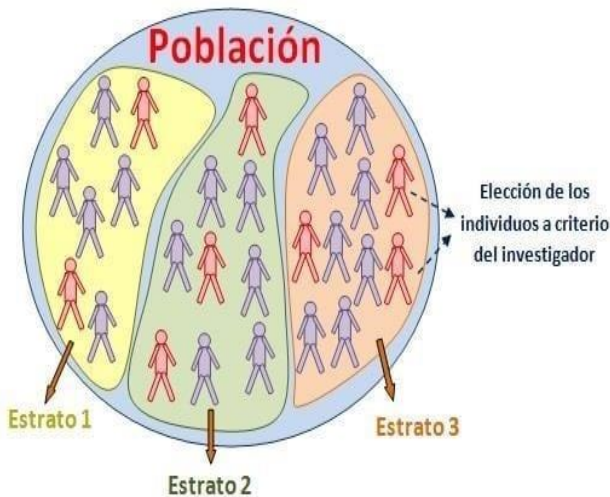 Población
Elección de los
individuos a criterio
del investigador
Estrato 1
Estrato 2
Estrato 3